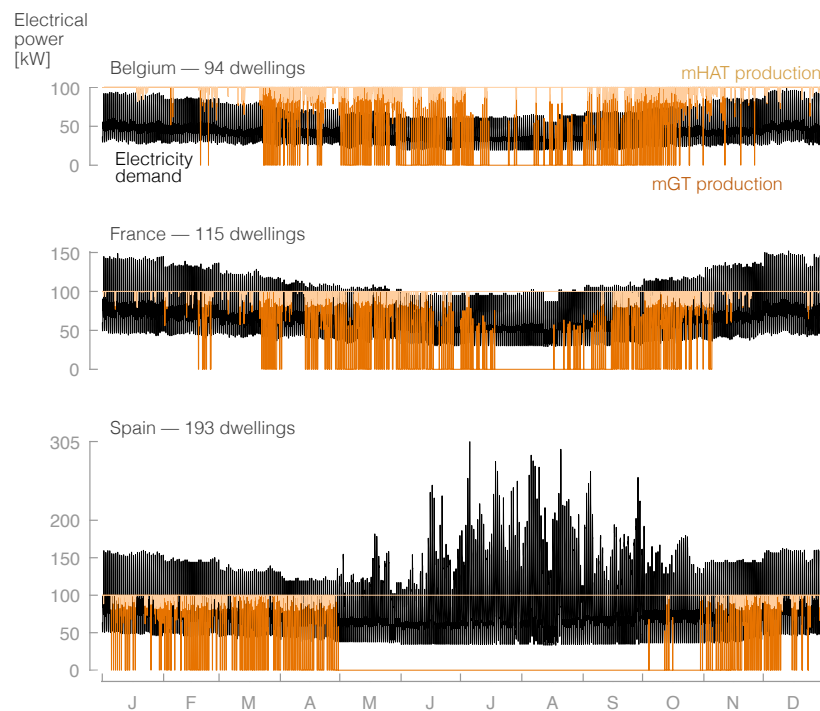 Electrical
power
[kW]
Belgium — 94 dwellings
mHAT production
100
50
0
Electricity
demand
mGT production
France — 115 dwellings
150
100
50
0
Spain — 193 dwellings
305
200
150
100
50
0
J F M A M J J A S O N D